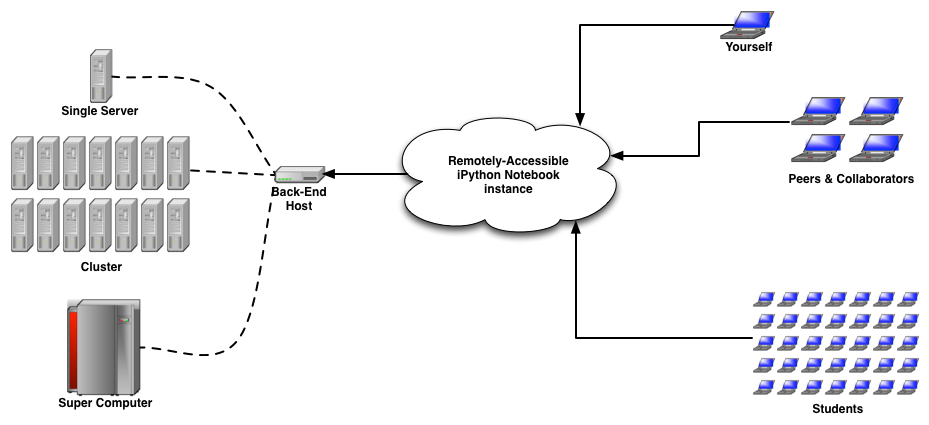 Yourself
Single Server
Remotely-Accessible
iPython Notebook
instance
Peers & Collaborators
Back-End
Host
Cluster
Super Computer
Students